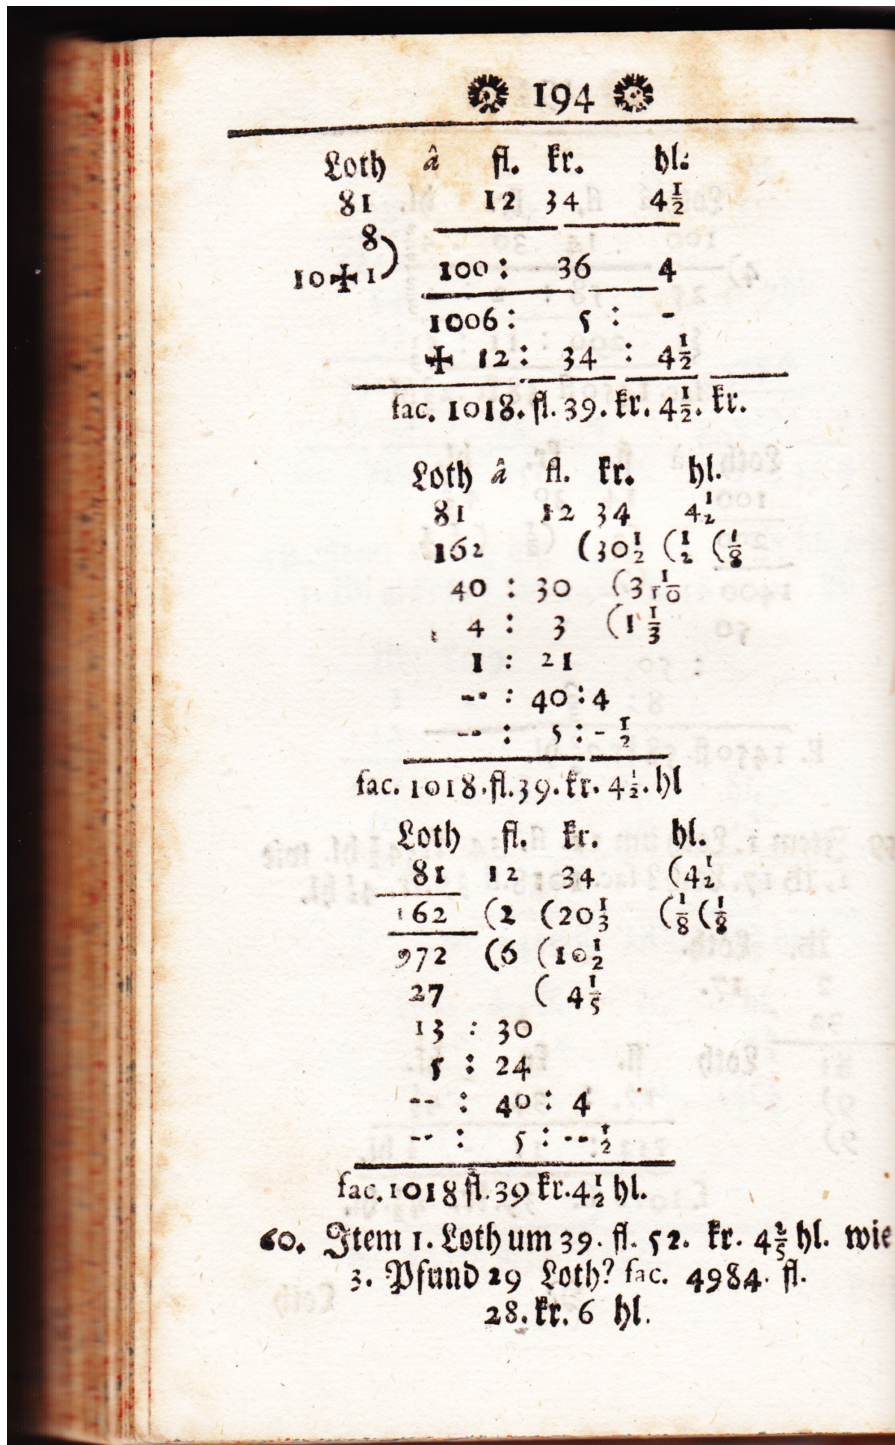 194
Loth â fl. kr. hl:
81 12 34 4½
8
10✠1) 100 : 36 4
1006 : 5 : -
✠ 12 : 34 : 4½
fac. 1018. fl. 39. kr. 4½. kr.
Loth â fl. kr. hl.
81 12 34 4½
162 (30½ (½ (⅛
40 : 30 (3 1/10
4 : 3 (1⅓
1 : 21
-- : 40 : 4
-- : 5 : - ½
fac. 1018. fl. 39. kr. 4½. hl
Loth fl. kr. hl.
81 12 34 (4½
162 (2 (20⅓ (⅛ (⅛
972 (6 (10½
27 ( 4⅕
13 : 30
5 : 24
-- : 40 : 4
-- : 5 : -- ½
fac. 1018 fl. 39 kr. 4½ hl.
60. Item 1. Loth um 39. fl. 52. kr. 4⅖ hl. wie
3. Pfund 29 Loth? fac. 4984. fl.
28. kr. 6 hl.